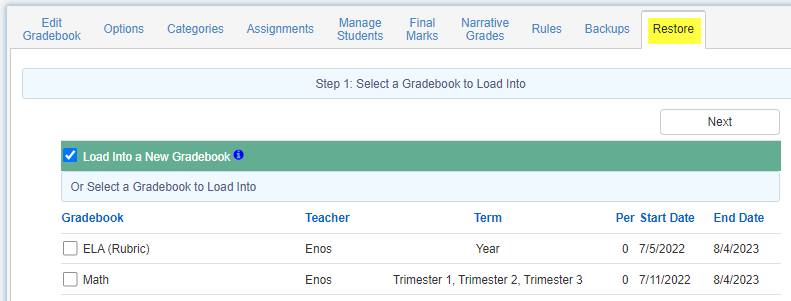 Edit Gradebook Options Categories Assignments Manage Students Final Marks Narrative Grades Rules Backups Restore
Step 1: Select a Gradebook to Load Into
Next
Load Into a New Gradebook
Or Select a Gradebook to Load Into
Gradebook Teacher Term Per Start Date End Date
ELA (Rubric) Enos Year 0 7/5/2022 8/4/2023
Math Enos Trimester 1, Trimester 2, Trimester 3 0 7/11/2022 8/4/2023